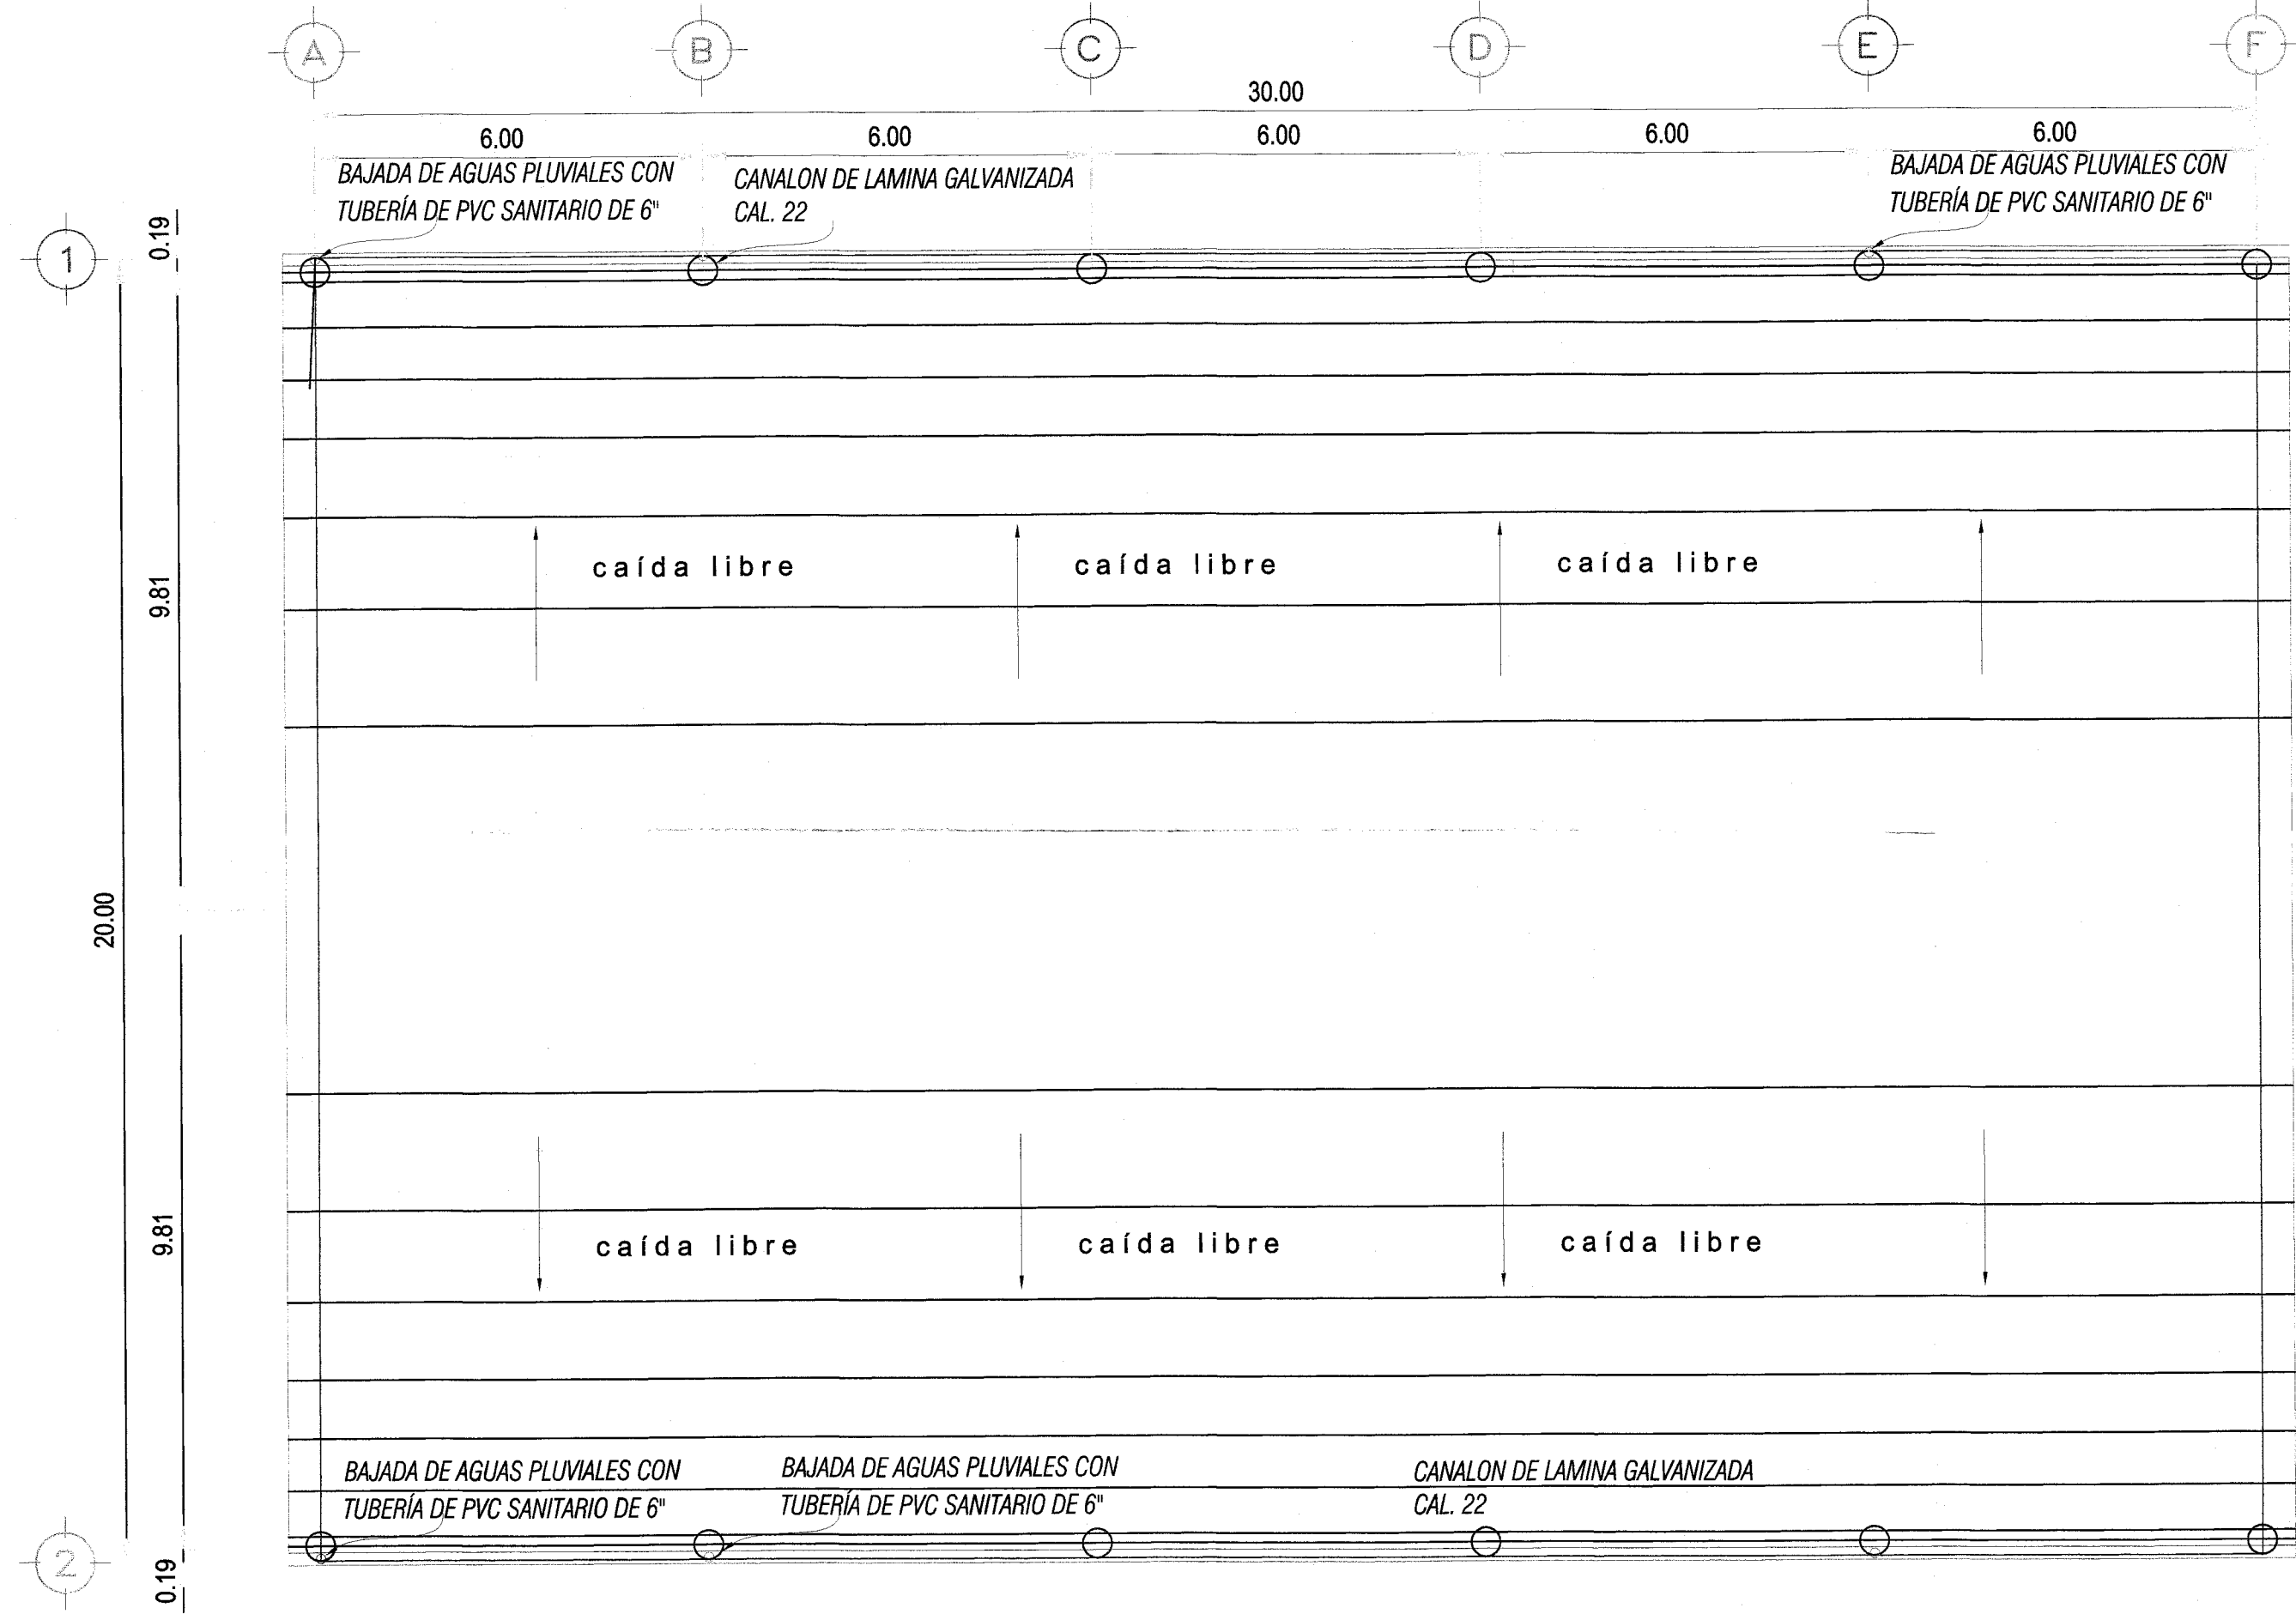 A B C D E F
30.00
6.00 6.00 6.00 6.00 6.00
BAJADA DE AGUAS PLUVIALES CON
TUBERÍA DE PVC SANITARIO DE 6"
CANALON DE LAMINA GALVANIZADA
CAL. 22
BAJADA DE AGUAS PLUVIALES CON
TUBERÍA DE PVC SANITARIO DE 6"
1
0.19
caída libre caída libre caída libre
9.81
20.00
9.81
caída libre caída libre caída libre
BAJADA DE AGUAS PLUVIALES CON
TUBERÍA DE PVC SANITARIO DE 6"
BAJADA DE AGUAS PLUVIALES CON
TUBERÍA DE PVC SANITARIO DE 6"
CANALON DE LAMINA GALVANIZADA
CAL. 22
2
0.19